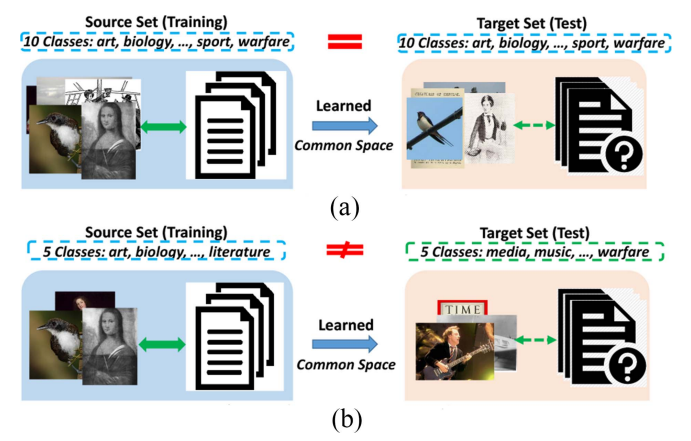 Source Set (Training)
Target Set (Test)
10 Classes: art, biology, ..., sport, warfare
=
10 Classes: art, biology, ..., sport, warfare
Learned
Common Space
?
(a)
Source Set (Training)
Target Set (Test)
5 Classes: art, biology, ..., literature
≠
5 Classes: media, music, ..., warfare
TIME
Learned
Common Space
?
(b)